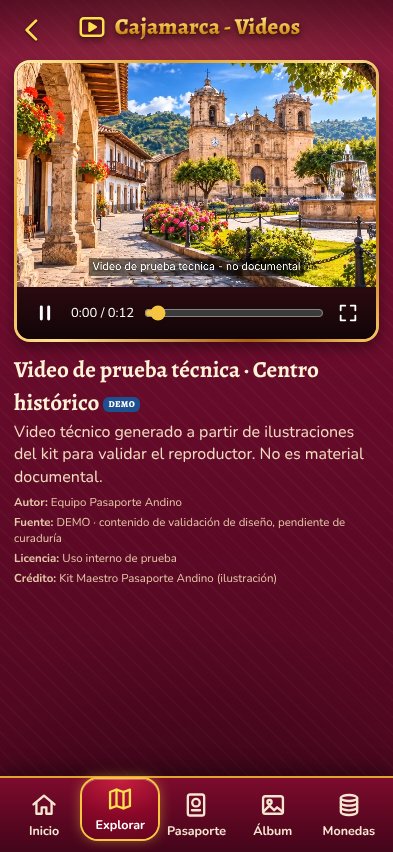 Cajamarca - Videos
Video de prueba tecnica - no documental
0:00 / 0:12
Video de prueba técnica · Centro
histórico DEMO
Video técnico generado a partir de ilustraciones
del kit para validar el reproductor. No es material
documental.
Autor: Equipo Pasaporte Andino
Fuente: DEMO · contenido de validación de diseño, pendiente de
curaduría
Licencia: Uso interno de prueba
Crédito: Kit Maestro Pasaporte Andino (ilustración)
Inicio
Explorar
Pasaporte
Álbum
Monedas